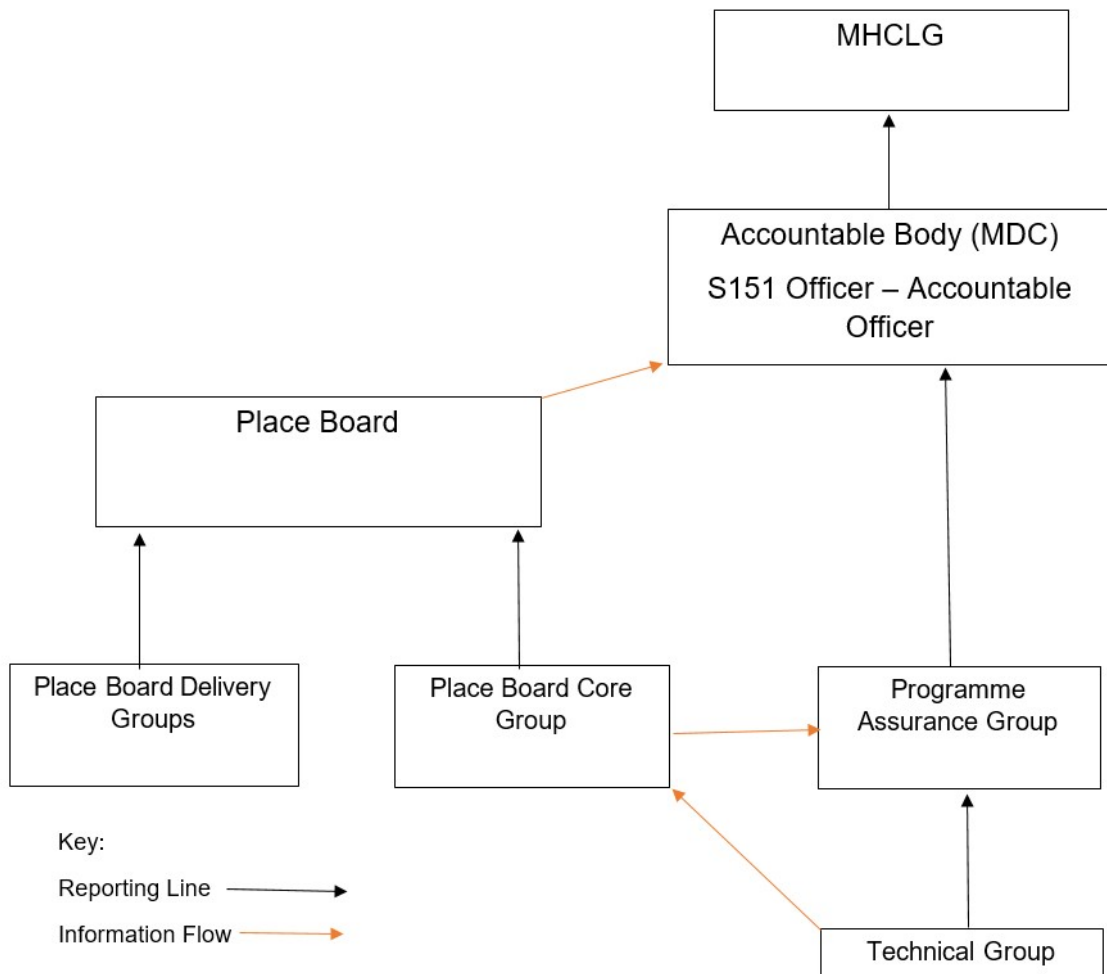 MHCLG
Accountable Body (MDC)
S151 Officer – Accountable
Officer
Place Board
Place Board Delivery
Groups
Place Board Core
Group
Programme
Assurance Group
Key:
Reporting Line
Information Flow
Technical Group